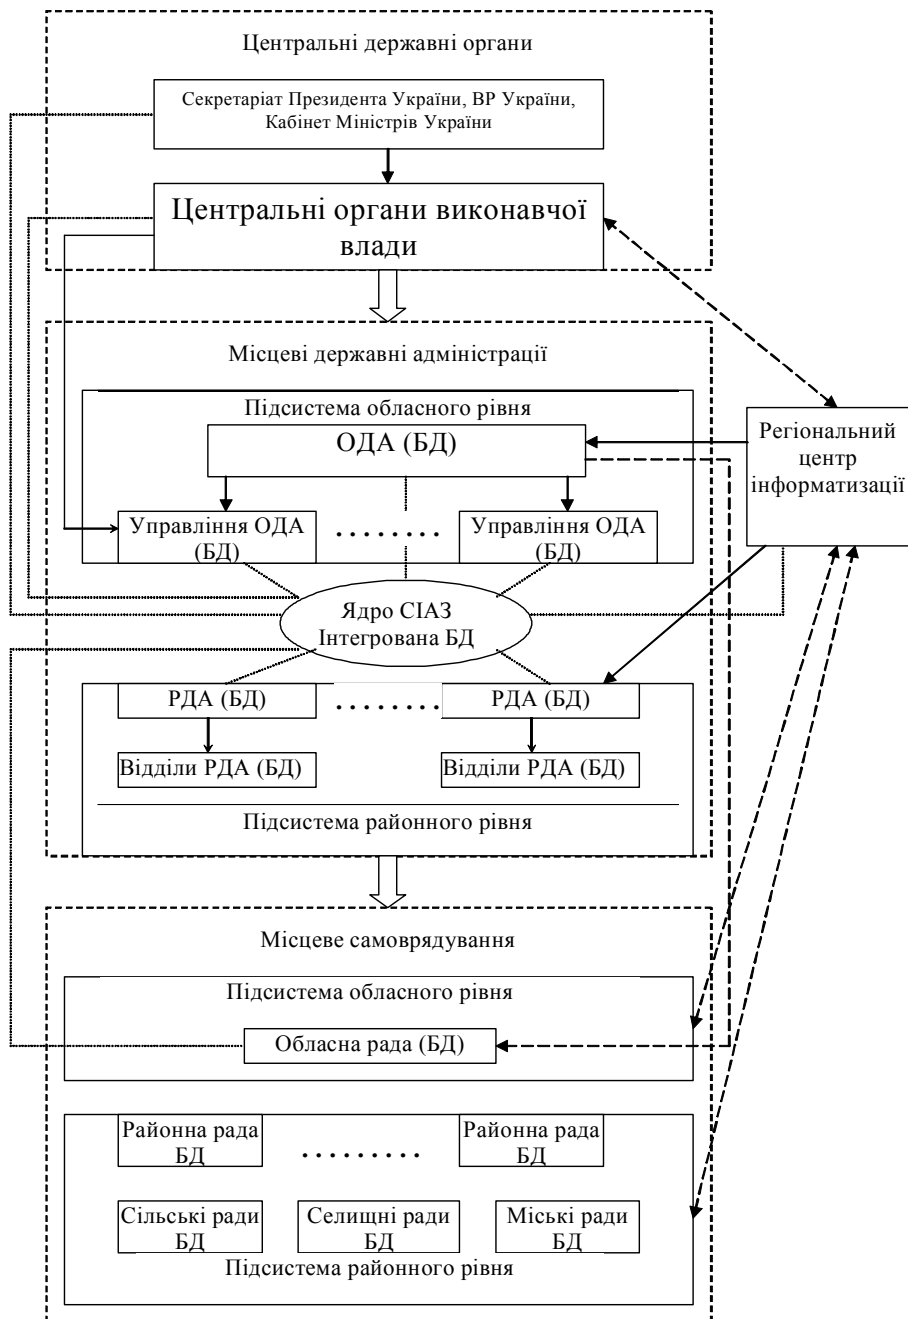 Центральні державні органи
Секретаріат Президента України, ВР України,
Кабінет Міністрів України
Центральні органи виконавчої
влади
Місцеві державні адміністрації
Підсистема обласного рівня
ОДА (БД)
Регіональний
центр
інформатизації
Управління ОДА
(БД)
. . . . . . . .
Управління ОДА
(БД)
Ядро СІАЗ
Інтегрована БД
РДА (БД)
. . . . . . . .
РДА (БД)
Відділи РДА (БД)
Відділи РДА (БД)
Підсистема районного рівня
Місцеве самоврядування
Підсистема обласного рівня
Обласна рада (БД)
Районна рада
БД
. . . . . . . . .
Районна рада
БД
Сільські ради
БД
Селищні ради
БД
Міські ради
БД
Підсистема районного рівня